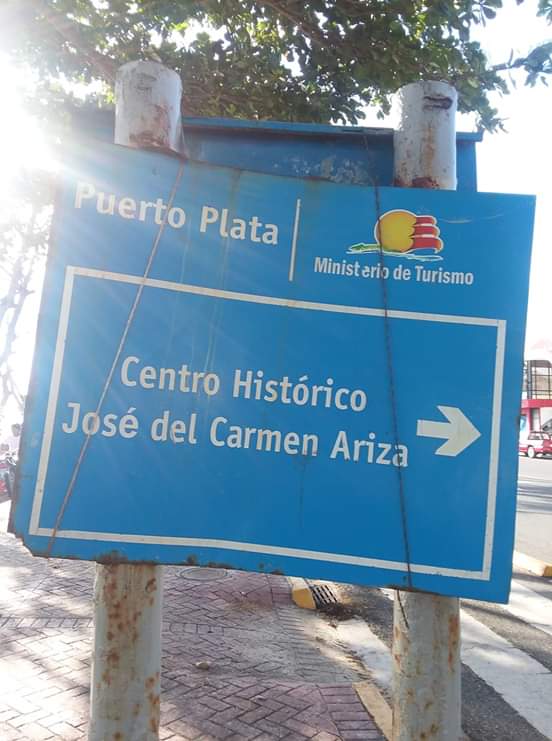 Puerto Plata
Ministerio de Turismo
Centro Histórico
José del Carmen Ariza